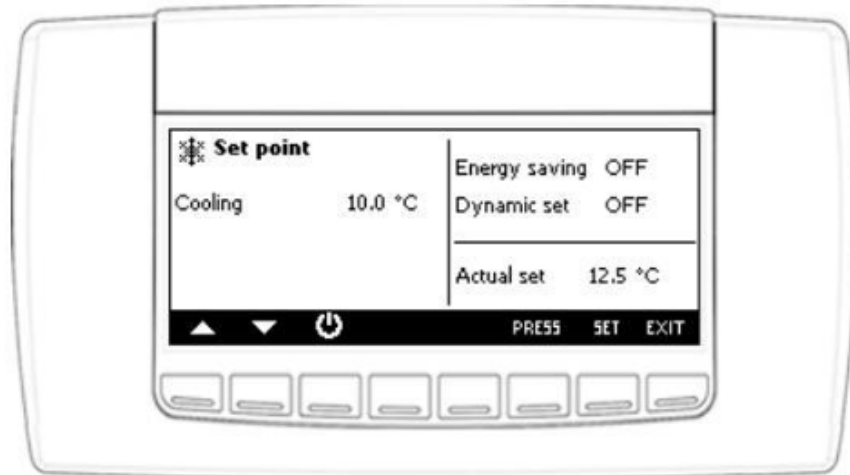 Set point
Cooling 10.0 °C
Energy saving OFF
Dynamic set OFF
Actual set 12.5 °C
PRESS SET EXIT